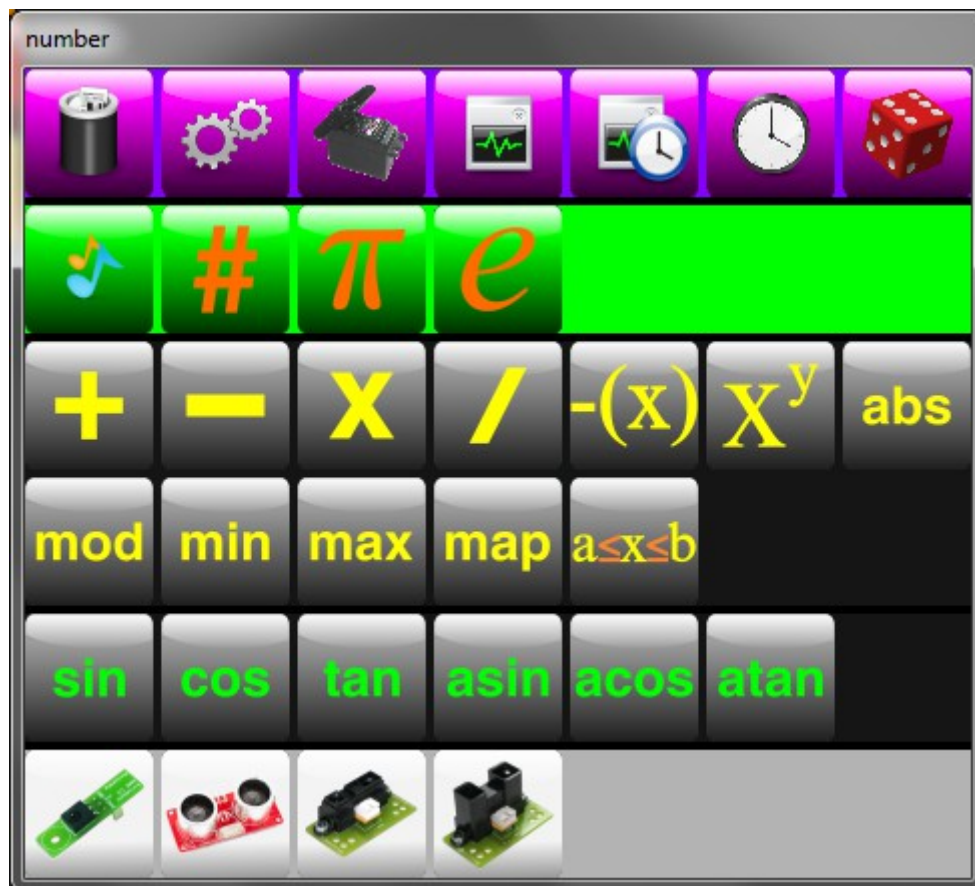 number
# π e
+ − x / -(x) xʸ abs
mod min max map a≤x≤b
sin cos tan asin acos atan